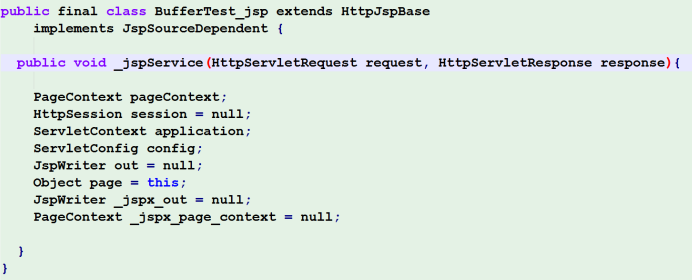 public final class BufferTest_jsp extends HttpJspBase
implements JspSourceDependent {
public void _jspService(HttpServletRequest request, HttpServletResponse response){
PageContext pageContext;
HttpSession session = null;
ServletContext application;
ServletConfig config;
JspWriter out = null;
Object page = this;
JspWriter _jspx_out = null;
PageContext _jspx_page_context = null;
}
}